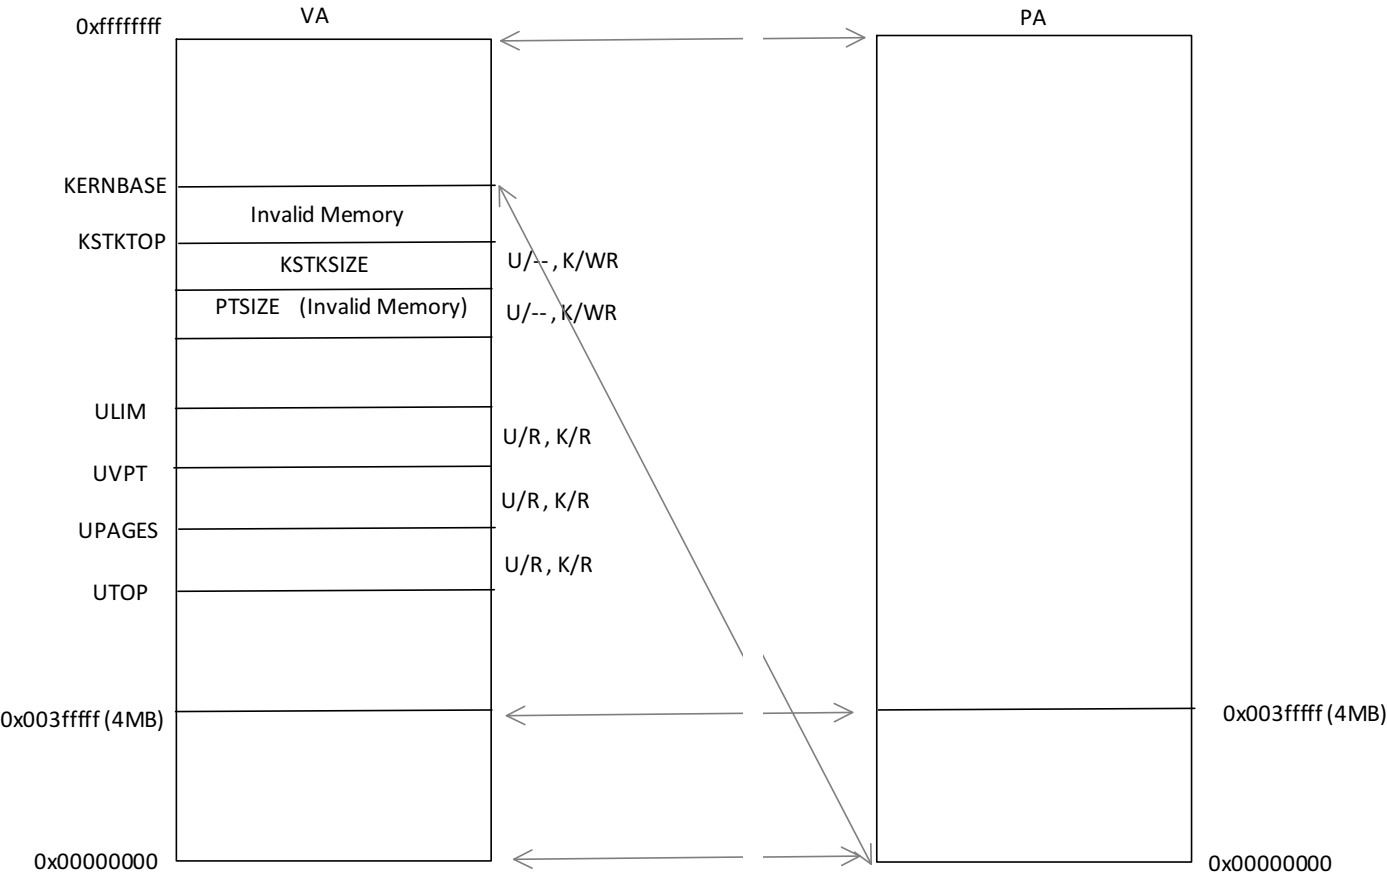 VA
PA
0xffffffff
KERNBASE
Invalid Memory
KSTKTOP
KSTKSIZE
U/-- , K/WR
PTSIZE (Invalid Memory)
U/-- , K/WR
ULIM
U/R , K/R
UVPT
U/R , K/R
UPAGES
U/R , K/R
UTOP
0x003fffff (4MB)
0x003fffff (4MB)
0x00000000
0x00000000